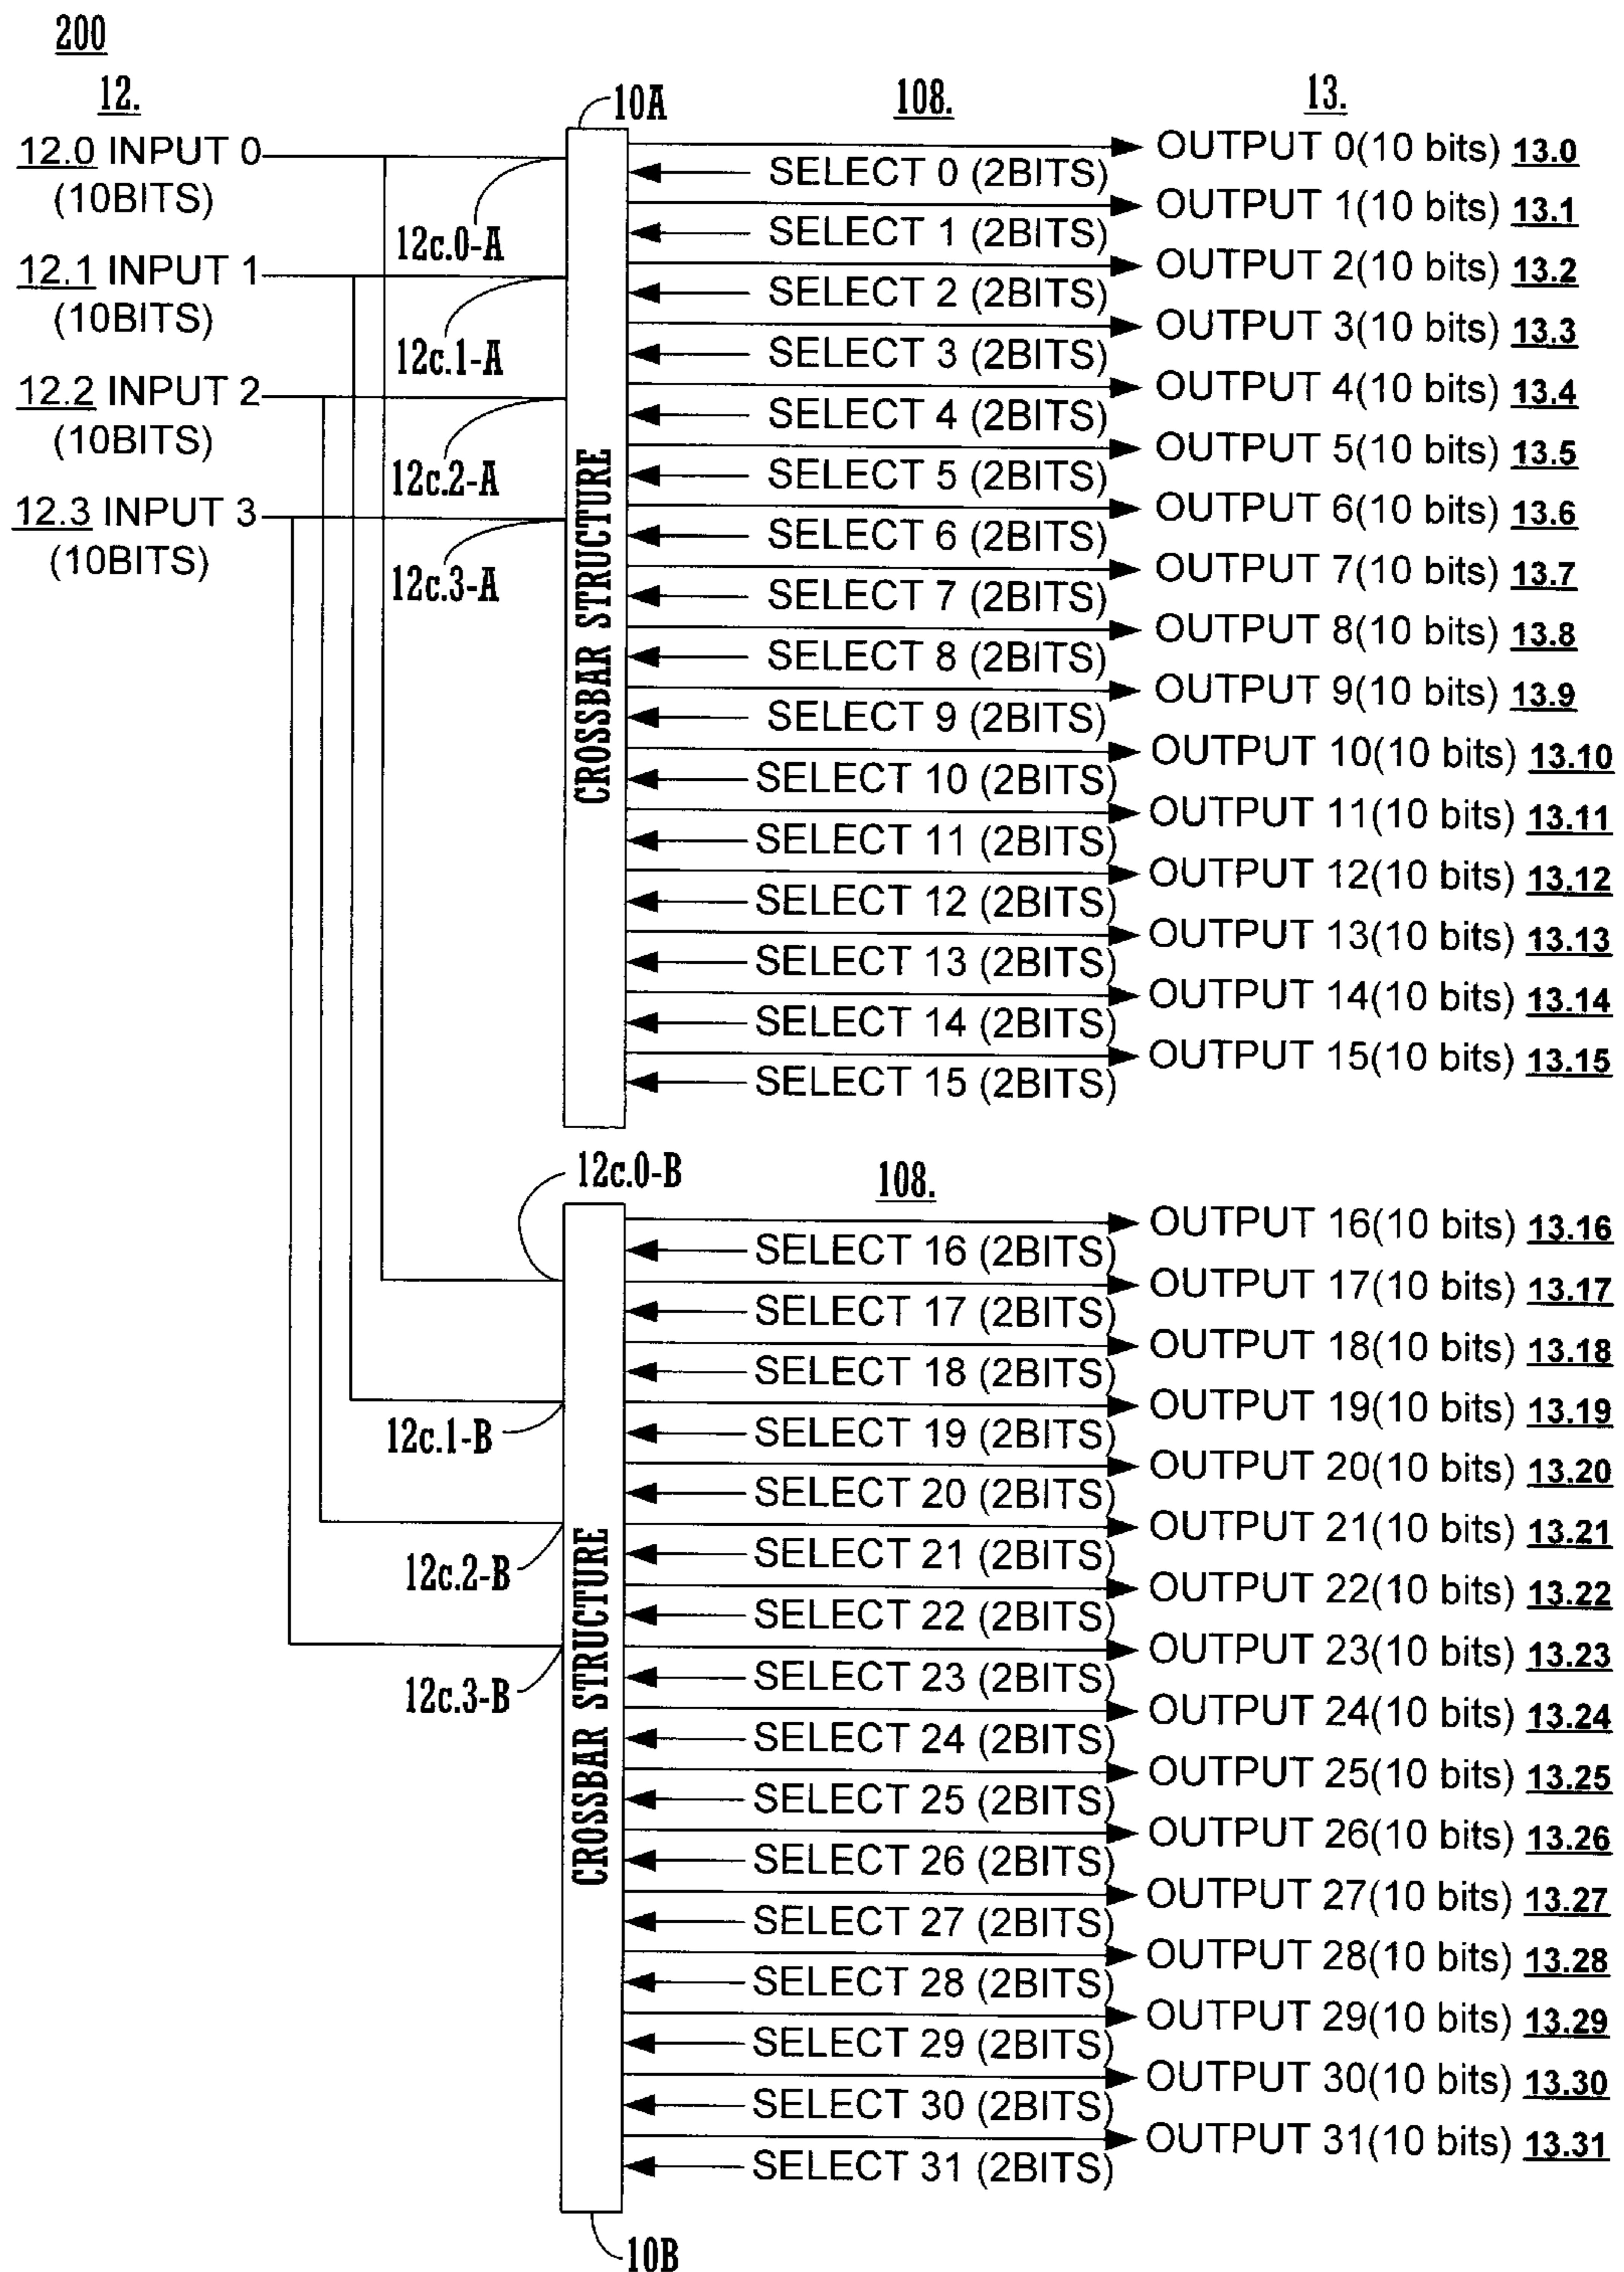 200
12.
10A
108.
13.
12.0 INPUT 0
(10BITS)
12.1 INPUT 1
(10BITS)
12.2 INPUT 2
(10BITS)
12.3 INPUT 3
(10BITS)
12c.0-A
12c.1-A
12c.2-A
12c.3-A
CROSSBAR STRUCTURE
OUTPUT 0(10 bits) 13.0
SELECT 0 (2BITS)
OUTPUT 1(10 bits) 13.1
SELECT 1 (2BITS)
OUTPUT 2(10 bits) 13.2
SELECT 2 (2BITS)
OUTPUT 3(10 bits) 13.3
SELECT 3 (2BITS)
OUTPUT 4(10 bits) 13.4
SELECT 4 (2BITS)
OUTPUT 5(10 bits) 13.5
SELECT 5 (2BITS)
OUTPUT 6(10 bits) 13.6
SELECT 6 (2BITS)
OUTPUT 7(10 bits) 13.7
SELECT 7 (2BITS)
OUTPUT 8(10 bits) 13.8
SELECT 8 (2BITS)
OUTPUT 9(10 bits) 13.9
SELECT 9 (2BITS)
OUTPUT 10(10 bits) 13.10
SELECT 10 (2BITS)
OUTPUT 11(10 bits) 13.11
SELECT 11 (2BITS)
OUTPUT 12(10 bits) 13.12
SELECT 12 (2BITS)
OUTPUT 13(10 bits) 13.13
SELECT 13 (2BITS)
OUTPUT 14(10 bits) 13.14
SELECT 14 (2BITS)
OUTPUT 15(10 bits) 13.15
SELECT 15 (2BITS)
12c.0-B
108.
12c.1-B
12c.2-B
12c.3-B
CROSSBAR STRUCTURE
OUTPUT 16(10 bits) 13.16
SELECT 16 (2BITS)
OUTPUT 17(10 bits) 13.17
SELECT 17 (2BITS)
OUTPUT 18(10 bits) 13.18
SELECT 18 (2BITS)
OUTPUT 19(10 bits) 13.19
SELECT 19 (2BITS)
OUTPUT 20(10 bits) 13.20
SELECT 20 (2BITS)
OUTPUT 21(10 bits) 13.21
SELECT 21 (2BITS)
OUTPUT 22(10 bits) 13.22
SELECT 22 (2BITS)
OUTPUT 23(10 bits) 13.23
SELECT 23 (2BITS)
OUTPUT 24(10 bits) 13.24
SELECT 24 (2BITS)
OUTPUT 25(10 bits) 13.25
SELECT 25 (2BITS)
OUTPUT 26(10 bits) 13.26
SELECT 26 (2BITS)
OUTPUT 27(10 bits) 13.27
SELECT 27 (2BITS)
OUTPUT 28(10 bits) 13.28
SELECT 28 (2BITS)
OUTPUT 29(10 bits) 13.29
SELECT 29 (2BITS)
OUTPUT 30(10 bits) 13.30
SELECT 30 (2BITS)
OUTPUT 31(10 bits) 13.31
SELECT 31 (2BITS)
10B